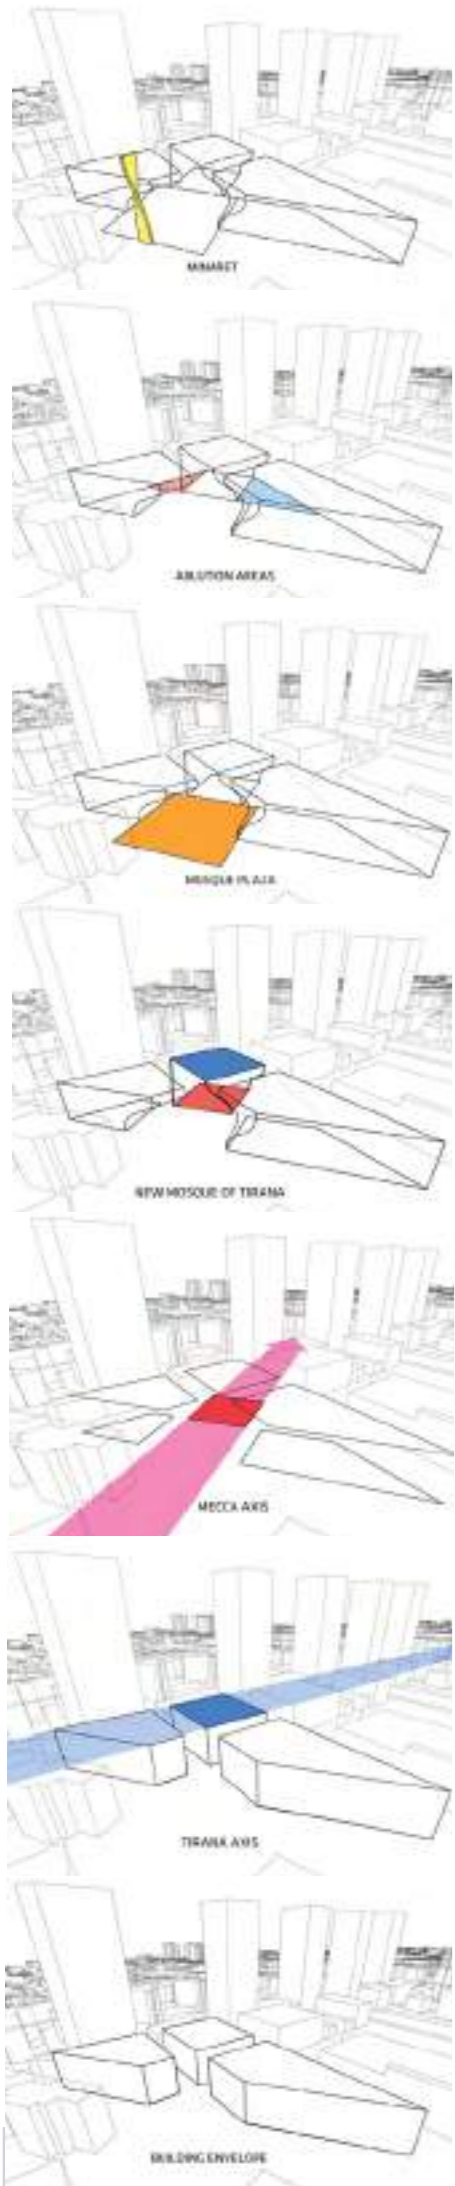 MINARET
ABLUTION AREAS
MOSQUE PLAZA
NEW MOSQUE OF TIRANA
MECCA AXIS
TIRANA AXIS
BUILDING ENVELOPE